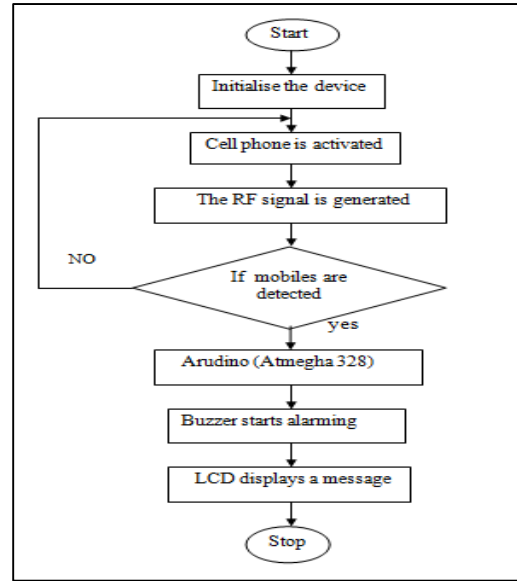 Start
Initialise the device
Cell phone is activated
The RF signal is generated
NO
If mobiles are
detected
yes
Arudino (Atmegha 328)
Buzzer starts alarming
LCD displays a message
Stop